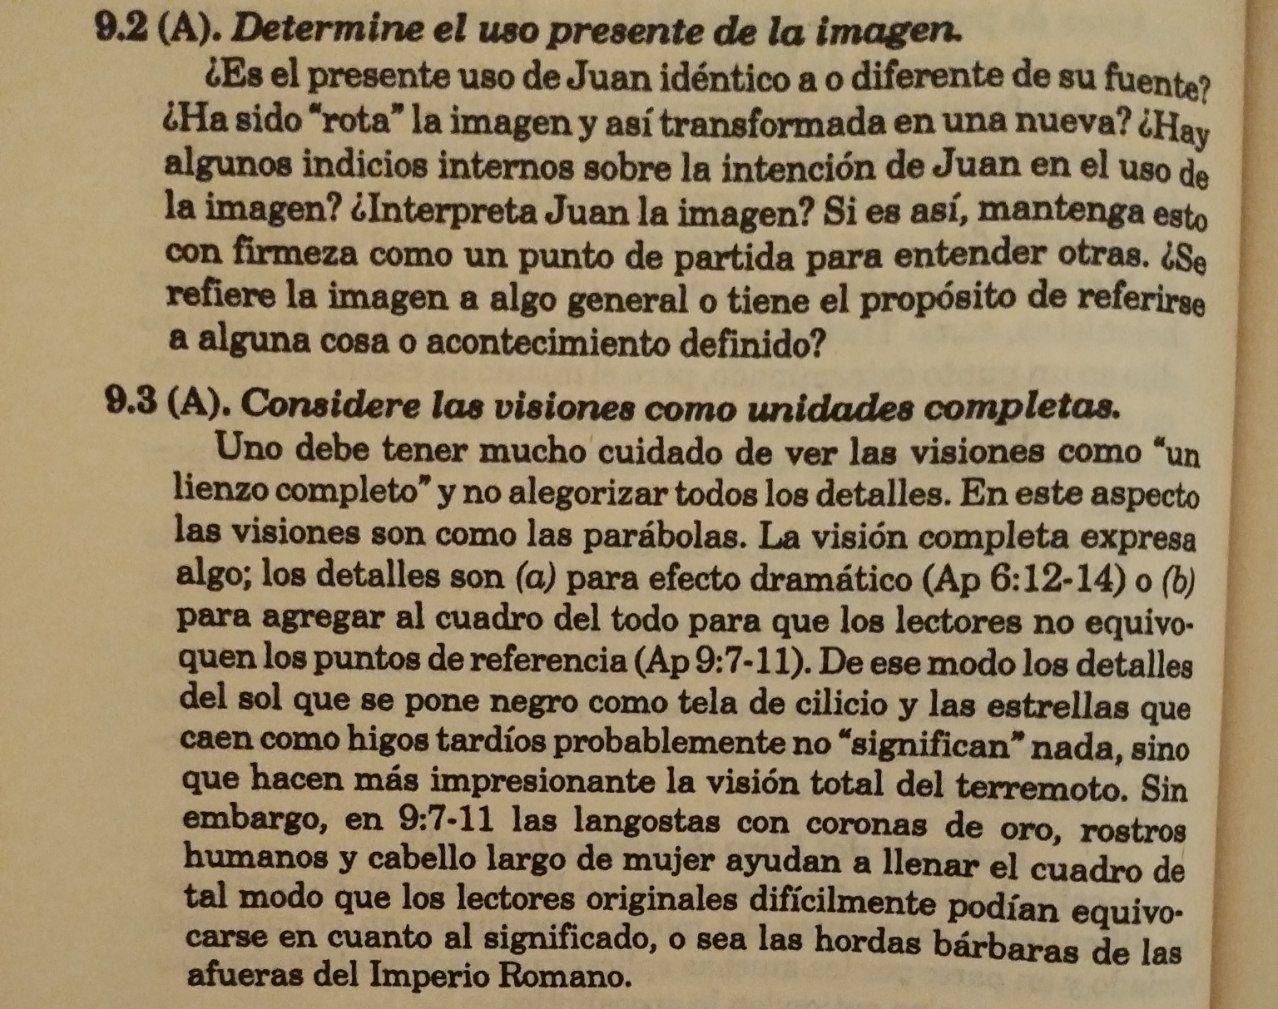 9.2 (A). Determine el uso presente de la imagen.
¿Es el presente uso de Juan idéntico a o diferente de su fuente?
¿Ha sido “rota” la imagen y así transformada en una nueva? ¿Hay
algunos indicios internos sobre la intención de Juan en el uso de
la imagen? ¿Interpreta Juan la imagen? Si es así, mantenga esto
con firmeza como un punto de partida para entender otras. ¿Se
refiere la imagen a algo general o tiene el propósito de referirse
a alguna cosa o acontecimiento definido?
9.3 (A). Considere las visiones como unidades completas.
Uno debe tener mucho cuidado de ver las visiones como “un
lienzo completo” y no alegorizar todos los detalles. En este aspecto
las visiones son como las parábolas. La visión completa expresa
algo; los detalles son (a) para efecto dramático (Ap 6:12-14) o (b)
para agregar al cuadro del todo para que los lectores no equivo-
quen los puntos de referencia (Ap 9:7-11). De ese modo los detalles
del sol que se pone negro como tela de cilicio y las estrellas que
caen como higos tardíos probablemente no “significan” nada, sino
que hacen más impresionante la visión total del terremoto. Sin
embargo, en 9:7-11 las langostas con coronas de oro, rostros
humanos y cabello largo de mujer ayudan a llenar el cuadro de
tal modo que los lectores originales difícilmente podían equivo-
carse en cuanto al significado, o sea las hordas bárbaras de las
afueras del Imperio Romano.